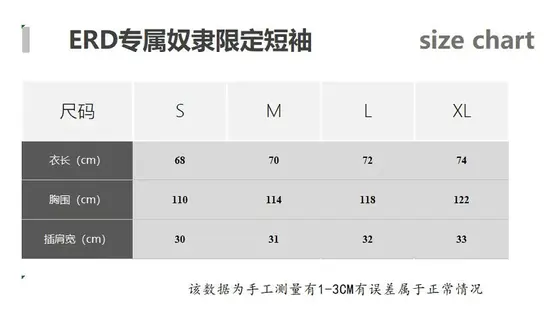 ERD专属奴隶限定短袖
size chart
尺码 S M L XL
衣长（cm） 68 70 72 74
胸围（cm） 110 114 118 122
插肩宽（cm） 30 31 32 33
该数据为手工测量有1-3CM有误差属于正常情况